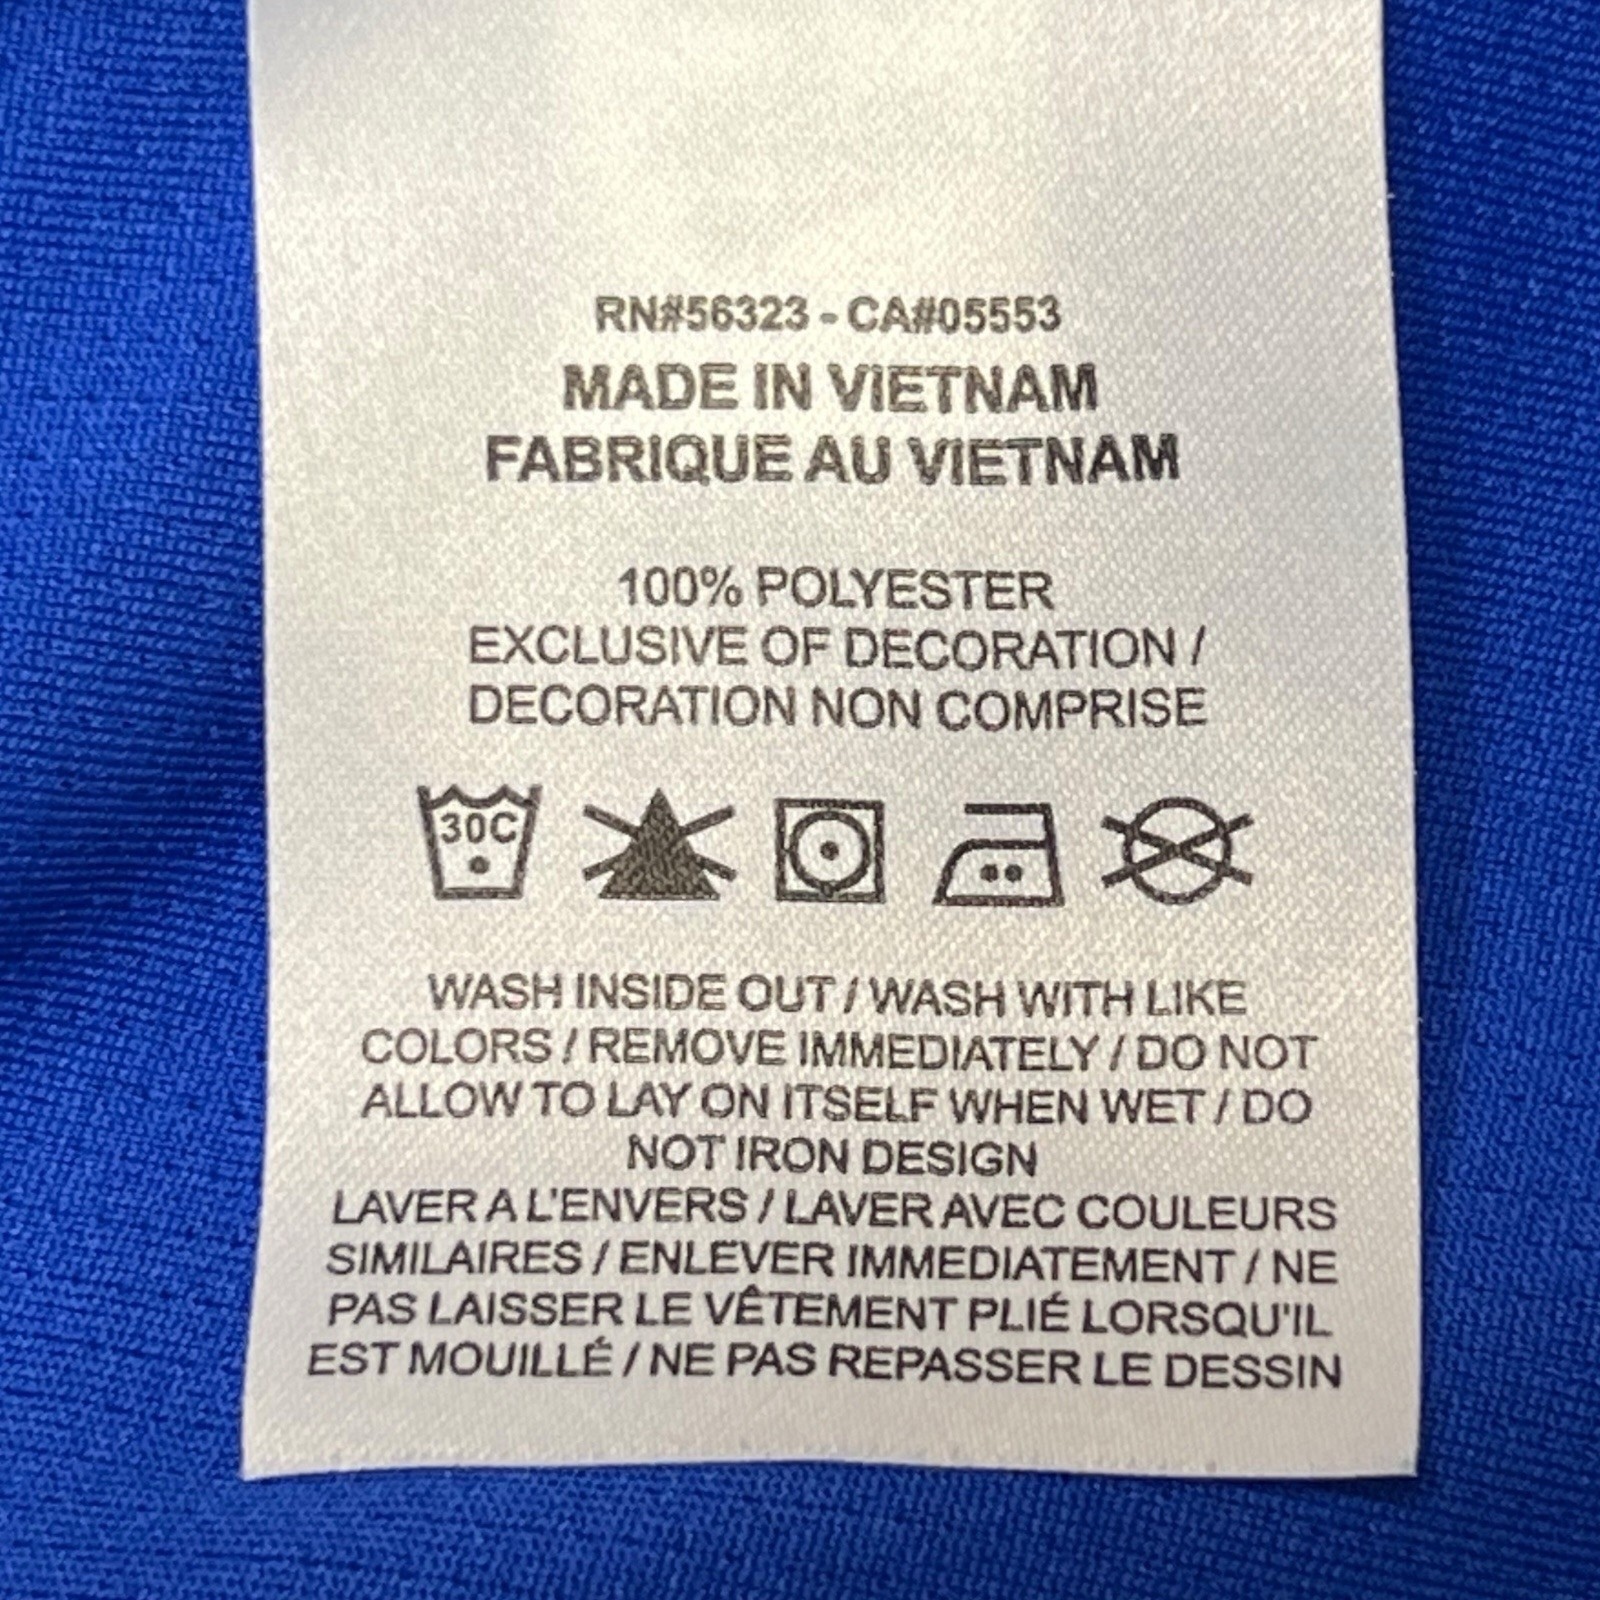 RN#56323 - CA#05553
MADE IN VIETNAM
FABRIQUE AU VIETNAM
100% POLYESTER
EXCLUSIVE OF DECORATION /
DECORATION NON COMPRISE
30C
WASH INSIDE OUT / WASH WITH LIKE
COLORS / REMOVE IMMEDIATELY / DO NOT
ALLOW TO LAY ON ITSELF WHEN WET / DO
NOT IRON DESIGN
LAVER A L'ENVERS / LAVER AVEC COULEURS
SIMILAIRES / ENLEVER IMMEDIATEMENT / NE
PAS LAISSER LE VÊTEMENT PLIÉ LORSQU'IL
EST MOUILLÉ / NE PAS REPASSER LE DESSIN